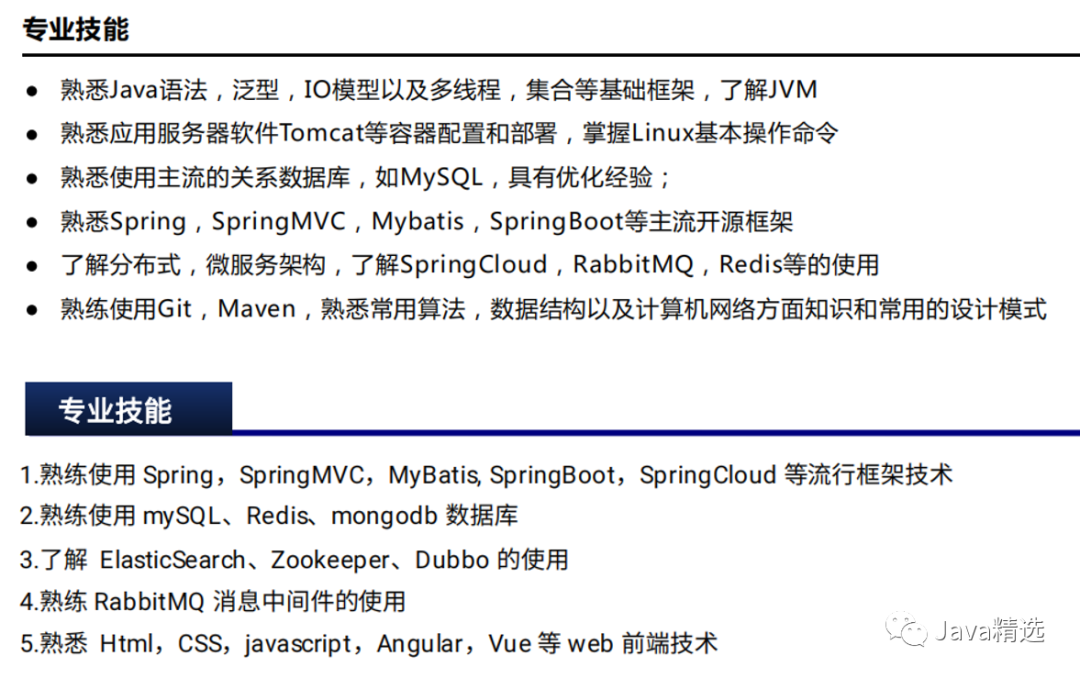 专业技能
● 熟悉Java语法，泛型，IO模型以及多线程，集合等基础框架，了解JVM
● 熟悉应用服务器软件Tomcat等容器配置和部署，掌握Linux基本操作命令
● 熟悉使用主流的关系数据库，如MySQL，具有优化经验；
● 熟悉Spring，SpringMVC，Mybatis，SpringBoot等主流开源框架
● 了解分布式，微服务架构，了解SpringCloud，RabbitMQ，Redis等的使用
● 熟练使用Git，Maven，熟悉常用算法，数据结构以及计算机网络方面知识和常用的设计模式
专业技能
1.熟练使用 Spring，SpringMVC，MyBatis, SpringBoot，SpringCloud 等流行框架技术
2.熟练使用 mySQL、Redis、mongodb 数据库
3.了解 ElasticSearch、Zookeeper、Dubbo 的使用
4.熟练 RabbitMQ 消息中间件的使用
5.熟悉 Html，CSS，javascript，Angular，Vue 等 web 前端技术
Java精选